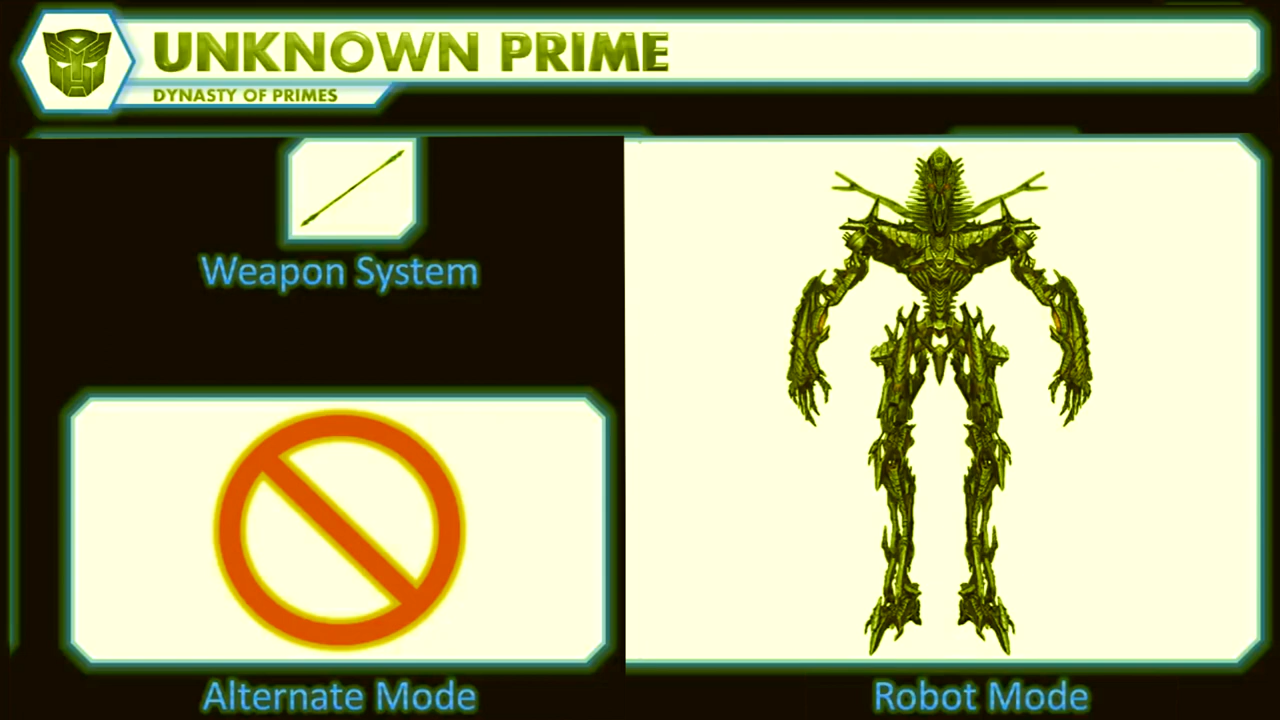 UNKNOWN PRIME
DYNASTY OF PRIMES
Weapon System
Alternate Mode
Robot Mode